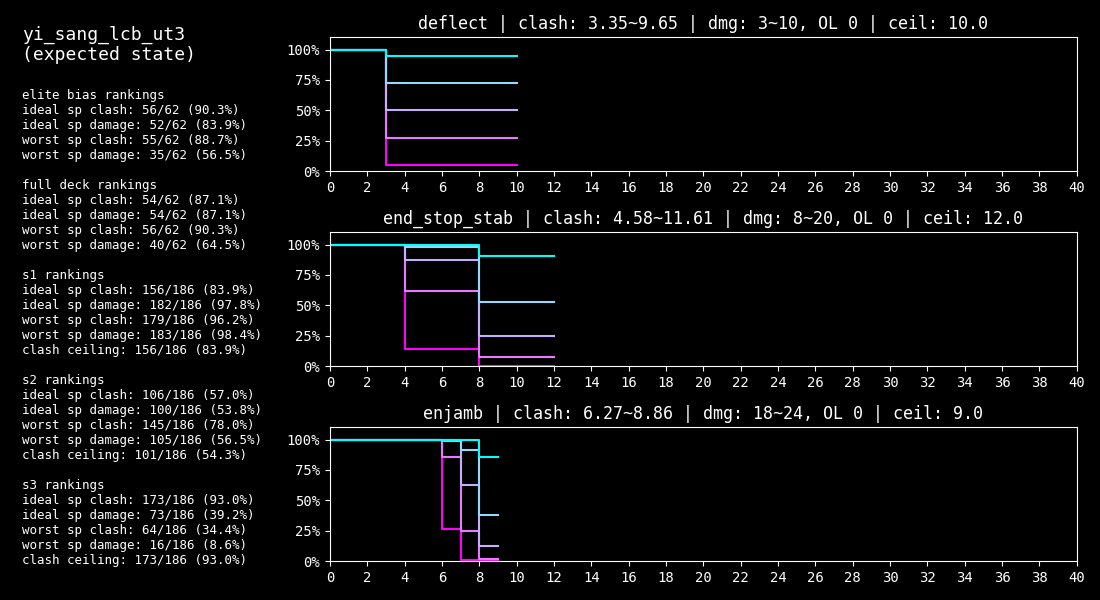 yi_sang_lcb_ut3
(expected state)
elite bias rankings
ideal sp clash: 56/62 (90.3%)
ideal sp damage: 52/62 (83.9%)
worst sp clash: 55/62 (88.7%)
worst sp damage: 35/62 (56.5%)
full deck rankings
ideal sp clash: 54/62 (87.1%)
ideal sp damage: 54/62 (87.1%)
worst sp clash: 56/62 (90.3%)
worst sp damage: 40/62 (64.5%)
s1 rankings
ideal sp clash: 156/186 (83.9%)
ideal sp damage: 182/186 (97.8%)
worst sp clash: 179/186 (96.2%)
worst sp damage: 183/186 (98.4%)
clash ceiling: 156/186 (83.9%)
s2 rankings
ideal sp clash: 106/186 (57.0%)
ideal sp damage: 100/186 (53.8%)
worst sp clash: 145/186 (78.0%)
worst sp damage: 105/186 (56.5%)
clash ceiling: 101/186 (54.3%)
s3 rankings
ideal sp clash: 173/186 (93.0%)
ideal sp damage: 73/186 (39.2%)
worst sp clash: 64/186 (34.4%)
worst sp damage: 16/186 (8.6%)
clash ceiling: 173/186 (93.0%)
deflect | clash: 3.35~9.65 | dmg: 3~10, OL 0 | ceil: 10.0
100%
75%
50%
25%
0%
0 2 4 6 8 10 12 14 16 18 20 22 24 26 28 30 32 34 36 38 40
end_stop_stab | clash: 4.58~11.61 | dmg: 8~20, OL 0 | ceil: 12.0
100%
75%
50%
25%
0%
0 2 4 6 8 10 12 14 16 18 20 22 24 26 28 30 32 34 36 38 40
enjamb | clash: 6.27~8.86 | dmg: 18~24, OL 0 | ceil: 9.0
100%
75%
50%
25%
0%
0 2 4 6 8 10 12 14 16 18 20 22 24 26 28 30 32 34 36 38 40